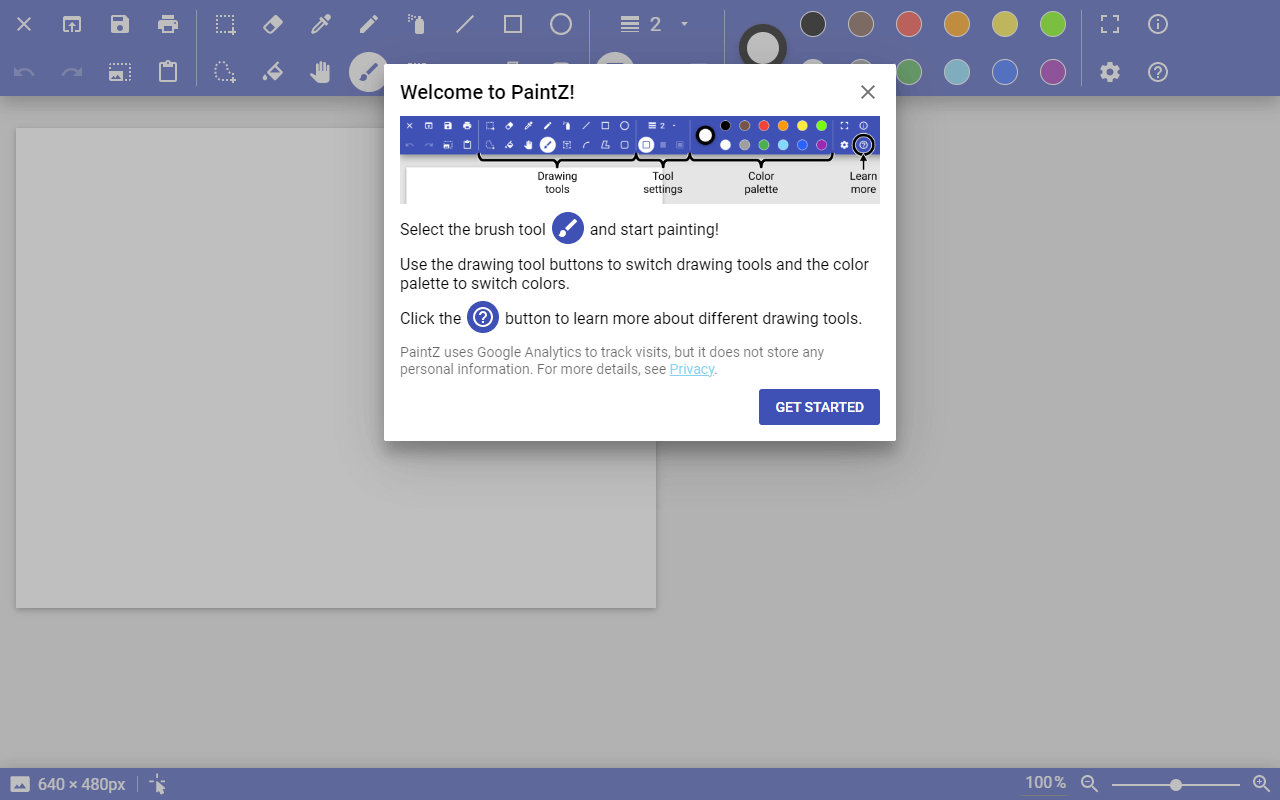 2
Welcome to PaintZ!
2
Drawing
tools
Tool
settings
Color
palette
Learn
more
Select the brush tool and start painting!
Use the drawing tool buttons to switch drawing tools and the color
palette to switch colors.
Click the button to learn more about different drawing tools.
PaintZ uses Google Analytics to track visits, but it does not store any
personal information. For more details, see Privacy.
GET STARTED
640 × 480px
100%